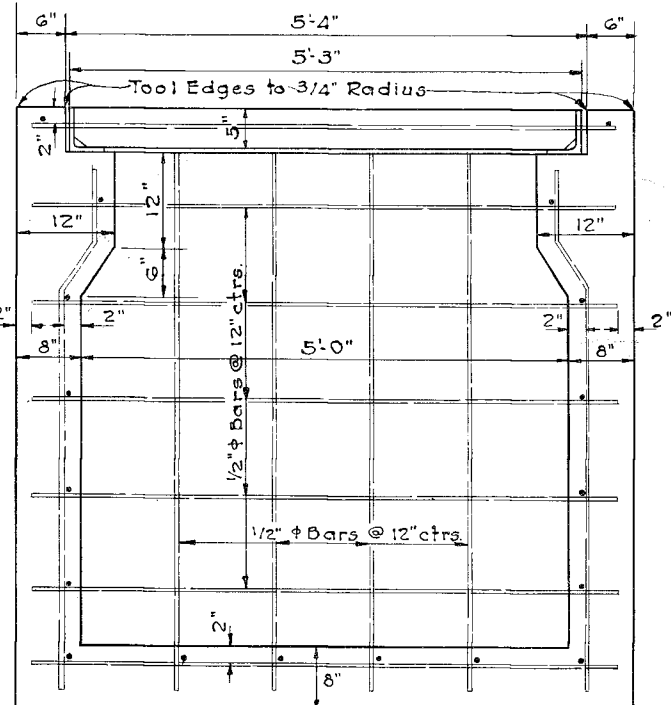 6" 5'-4" 6"
5'-3"
Tool Edges to 3/4" Radius
5"
2"
12"
12" 12"
6"
2" 2" 2" 2"
8" 5'-0" 8"
1/2" φ Bars @ 12" ctrs.
1/2" φ Bars @ 12" ctrs.
2"
8"